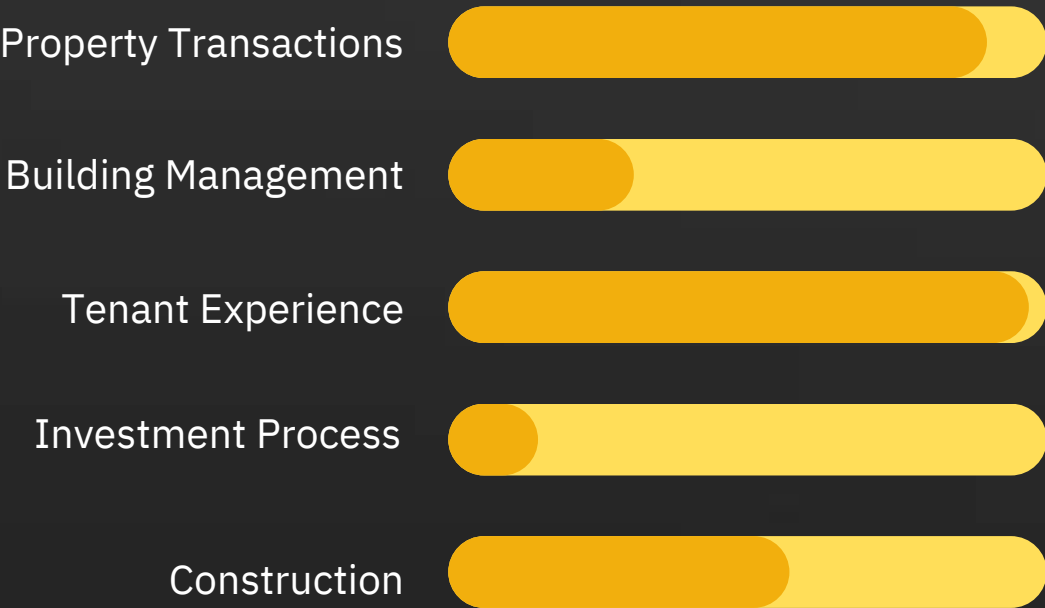 Property Transactions
Building Management
Tenant Experience
Investment Process
Construction